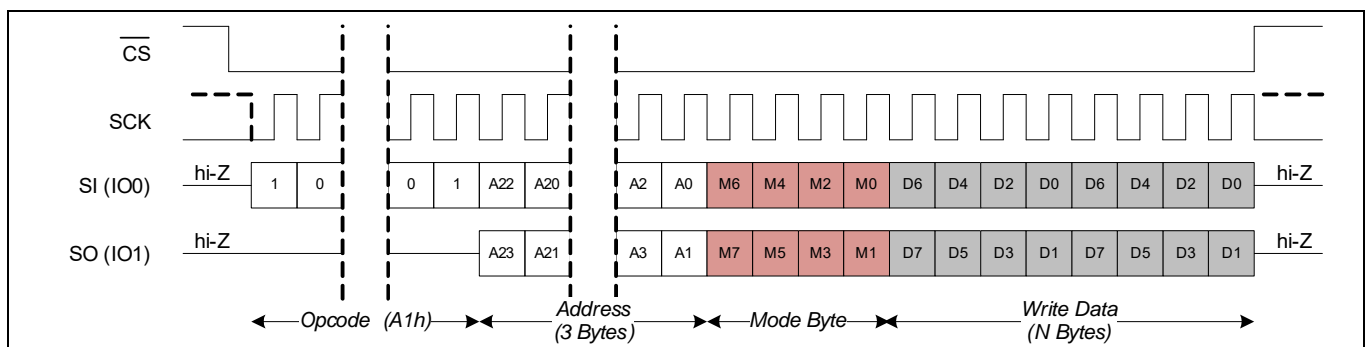 CS
SCK
SI (IO0) hi-Z 1 0 0 1 A22 A20 A2 A0 M6 M4 M2 M0 D6 D4 D2 D0 D6 D4 D2 D0 hi-Z
SO (IO1) hi-Z A23 A21 A3 A1 M7 M5 M3 M1 D7 D5 D3 D1 D7 D5 D3 D1 hi-Z
Opcode (A1h) Address Mode Byte Write Data
(3 Bytes) (N Bytes)